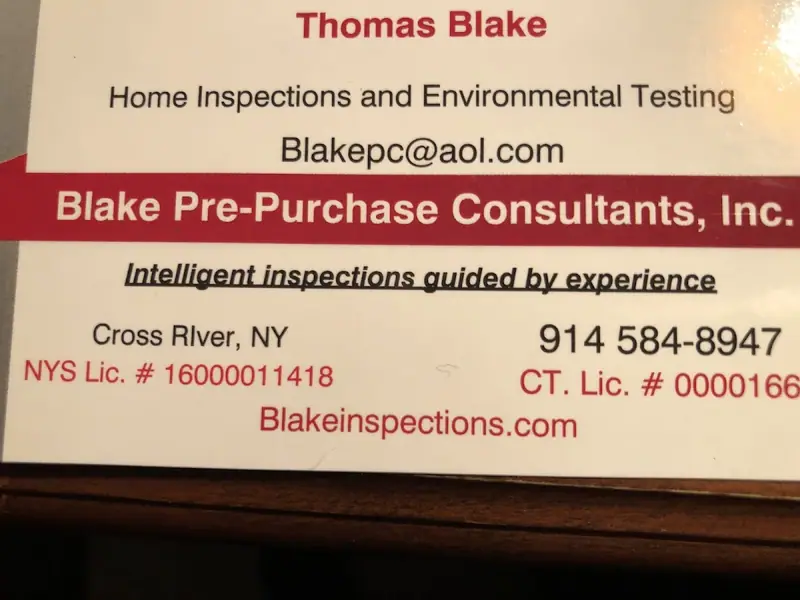 Thomas Blake
Home Inspections and Environmental Testing
Blakepc@aol.com
Blake Pre-Purchase Consultants, Inc.
Intelligent inspections guided by experience
Cross RIver, NY
914 584-8947
NYS Lic. # 16000011418
CT. Lic. # 0000166
Blakeinspections.com